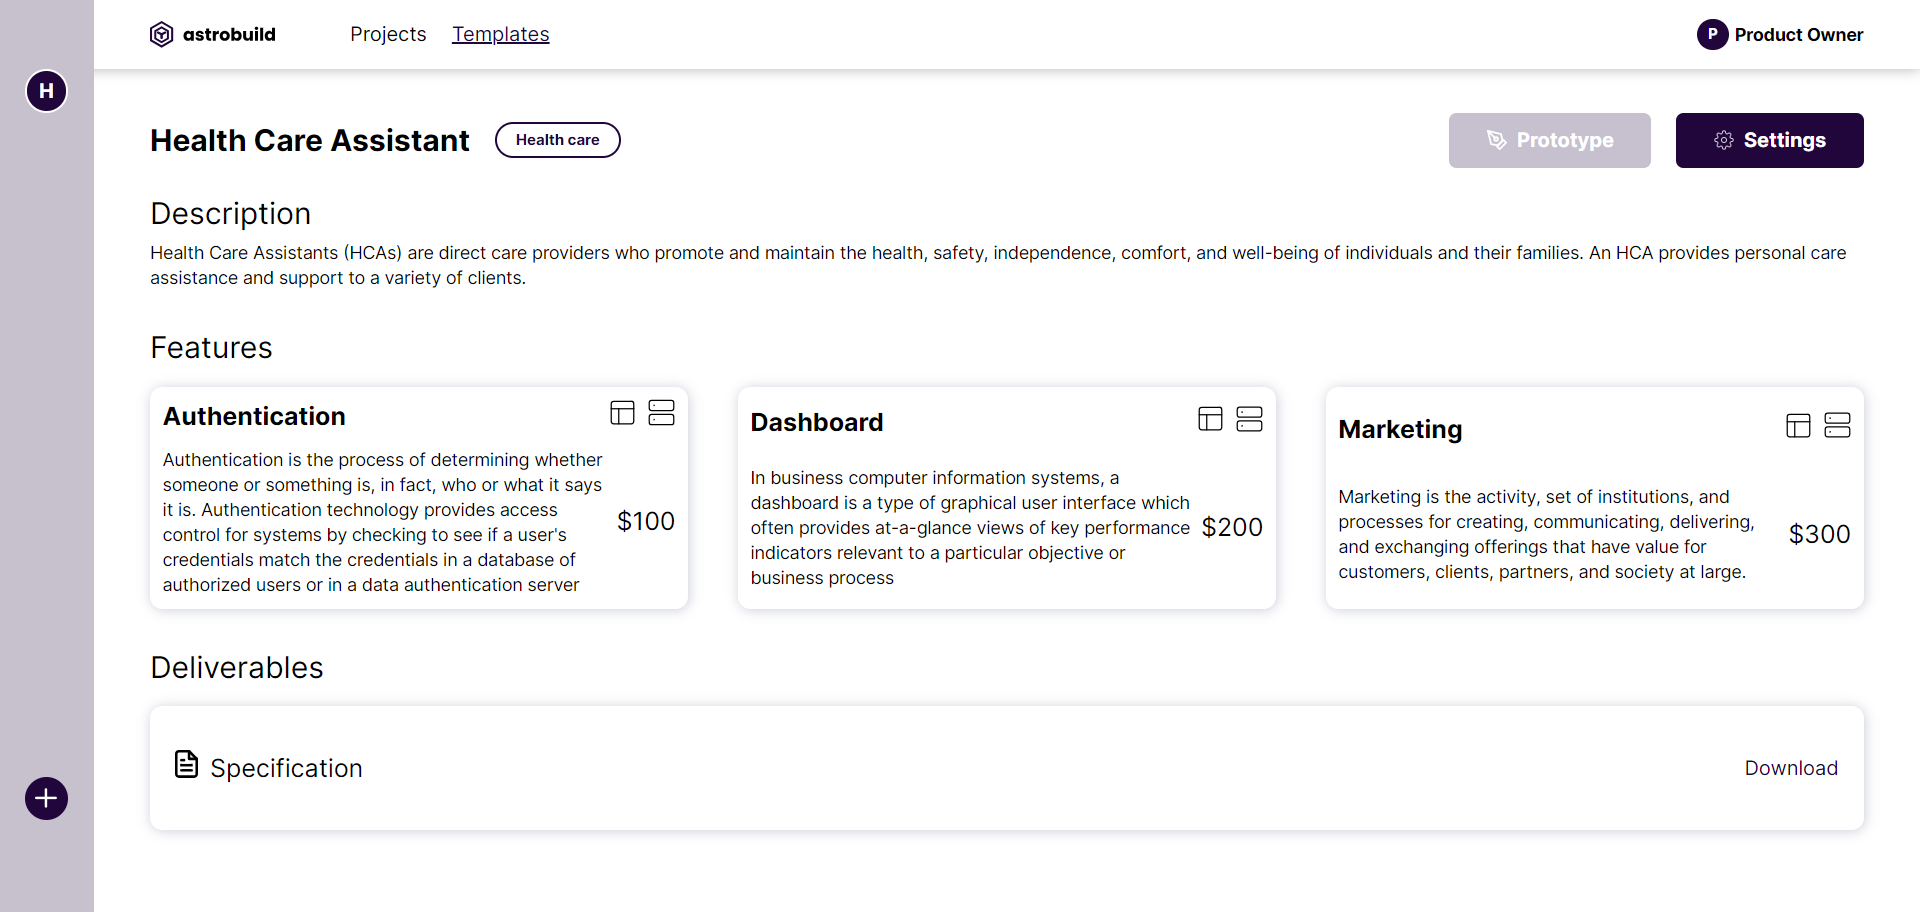 astrobuild
Projects
Templates
P
Product Owner
H
Health Care Assistant
Health care
Prototype
Settings
Description
Health Care Assistants (HCAs) are direct care providers who promote and maintain the health, safety, independence, comfort, and well-being of individuals and their families. An HCA provides personal care
assistance and support to a variety of clients.
Features
Authentication
Authentication is the process of determining whether
someone or something is, in fact, who or what it says
it is. Authentication technology provides access
control for systems by checking to see if a user's
credentials match the credentials in a database of
authorized users or in a data authentication server
$100
Dashboard
In business computer information systems, a
dashboard is a type of graphical user interface which
often provides at-a-glance views of key performance
indicators relevant to a particular objective or
business process
$200
Marketing
Marketing is the activity, set of institutions, and
processes for creating, communicating, delivering,
and exchanging offerings that have value for
customers, clients, partners, and society at large.
$300
Deliverables
Specification
Download